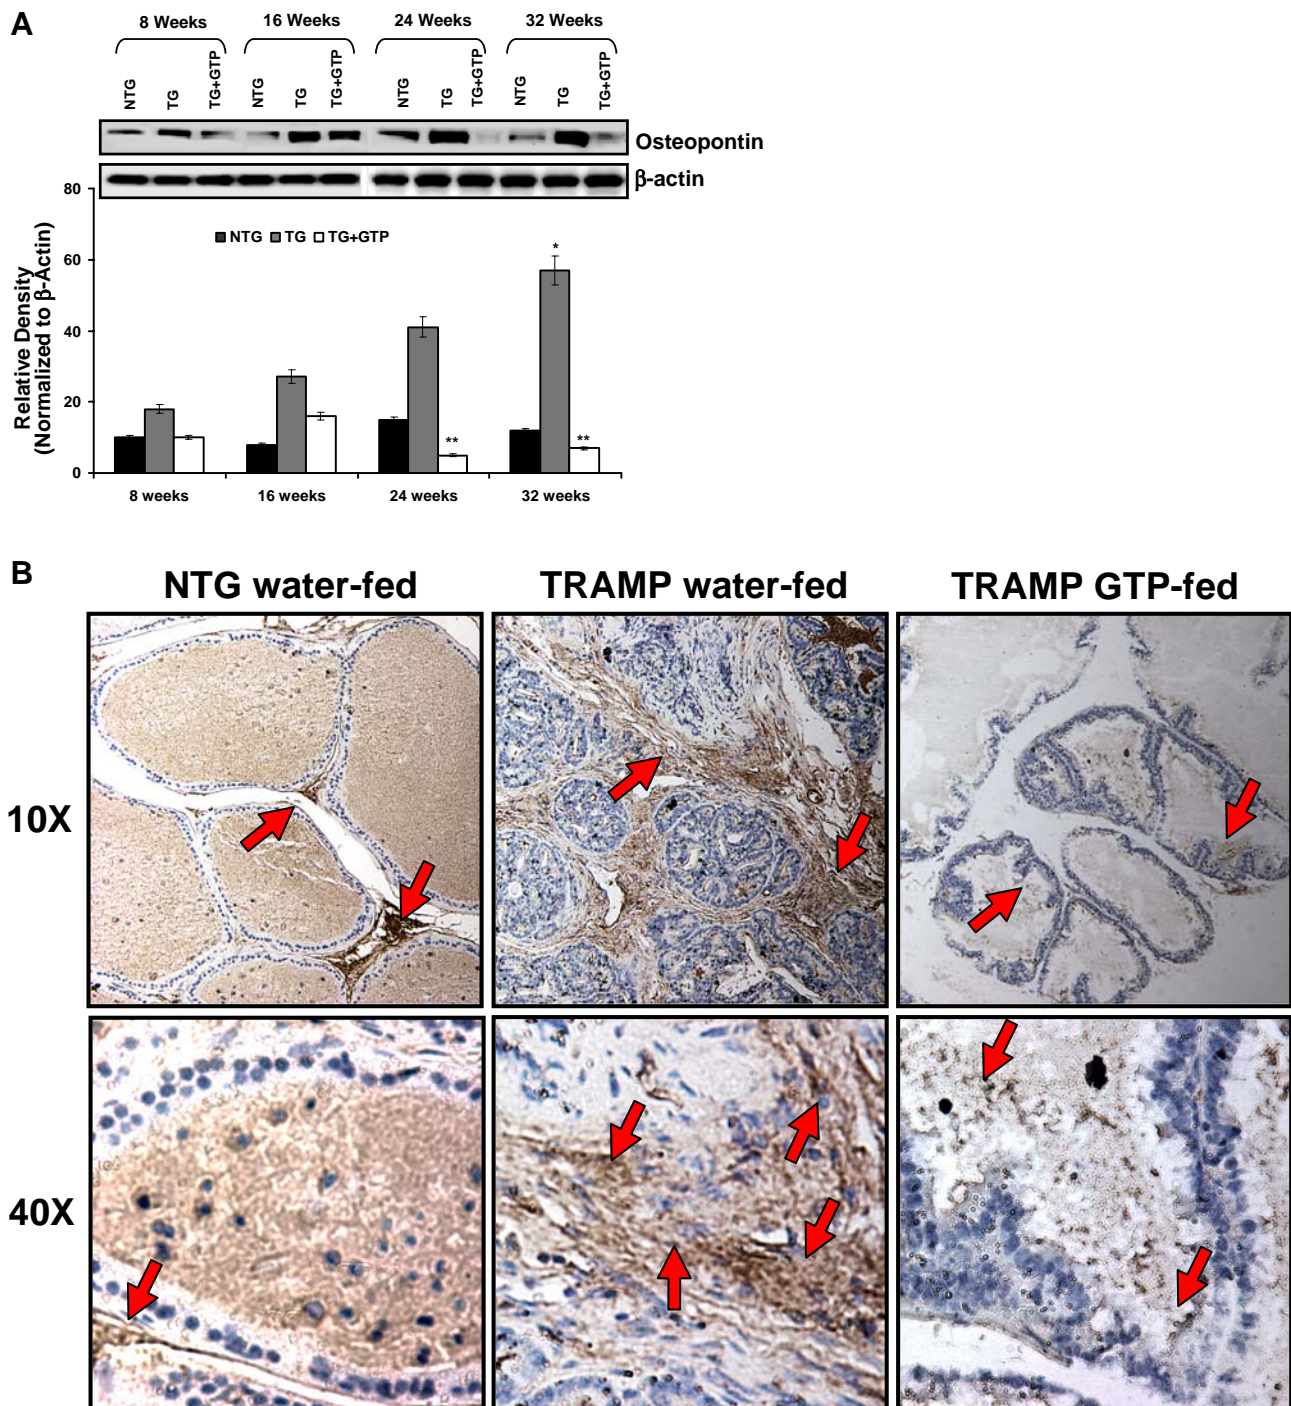 A
8 Weeks 16 Weeks 24 Weeks 32 Weeks
NTG TG TG+GTP NTG TG TG+GTP NTG TG TG+GTP NTG TG TG+GTP
Osteopontin
β-actin
Relative Density
(Normalized to β-Actin)
80
60
40
20
0
NTG TG TG+GTP
*
**
**
8 weeks 16 weeks 24 weeks 32 weeks
B
NTG water-fed TRAMP water-fed TRAMP GTP-fed
10X
40X